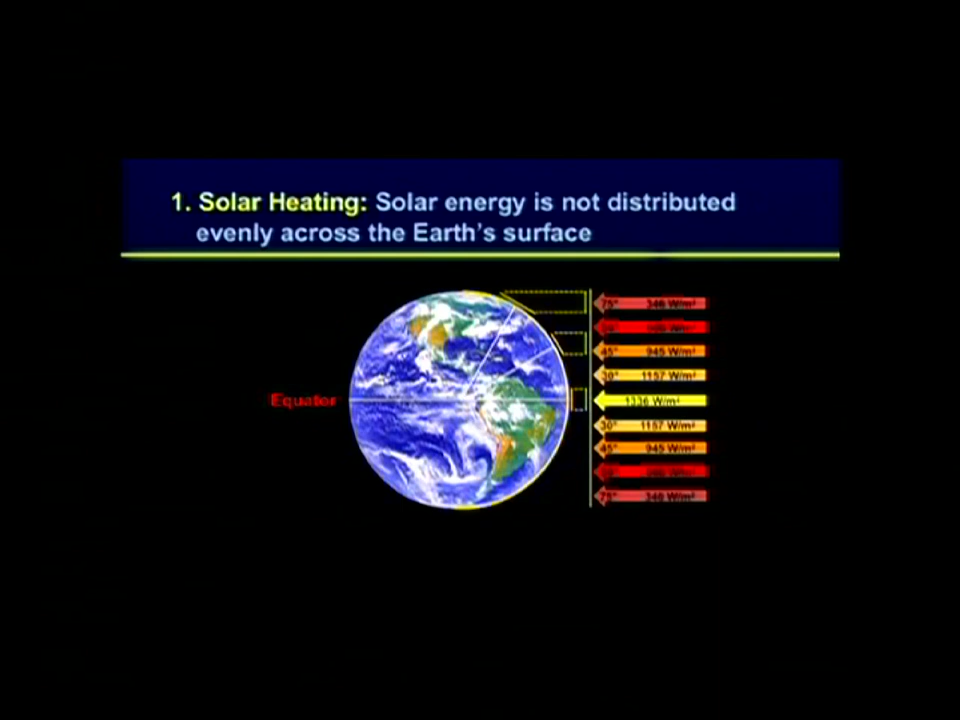 1. Solar Heating: Solar energy is not distributed
evenly across the Earth's surface
75° 346 W/m²
45° 945 W/m²
30° 1157 W/m²
Equator
1336 W/m²
30° 1157 W/m²
45° 945 W/m²
75° 346 W/m²